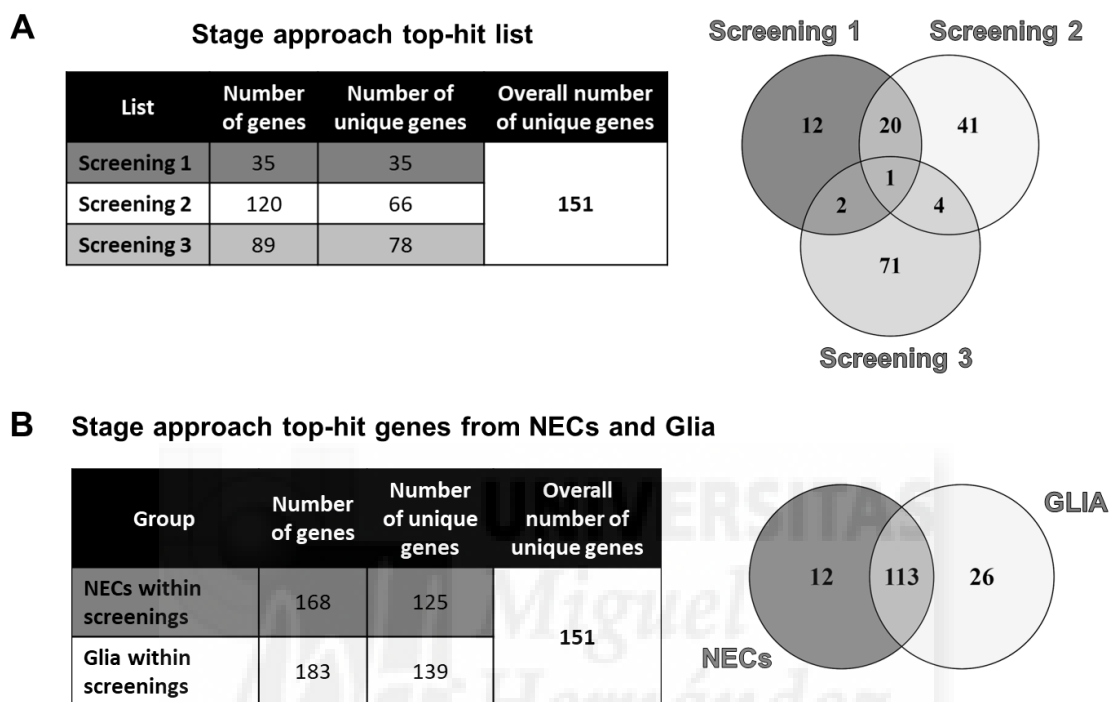 A
Stage approach top-hit list
List
Number
of genes
Number of
unique genes
Overall number
of unique genes
Screening 1
35
35
Screening 2
120
66
151
Screening 3
89
78
Screening 1
Screening 2
12
20
41
1
2
4
71
Screening 3
B
Stage approach top-hit genes from NECs and Glia
Group
Number
of genes
Number
of unique
genes
Overall
number of
unique genes
NECs within
screenings
168
125
151
Glia within
screenings
183
139
GLIA
12
113
26
NECs
UNIVERSITAS
Miguel
Hernández